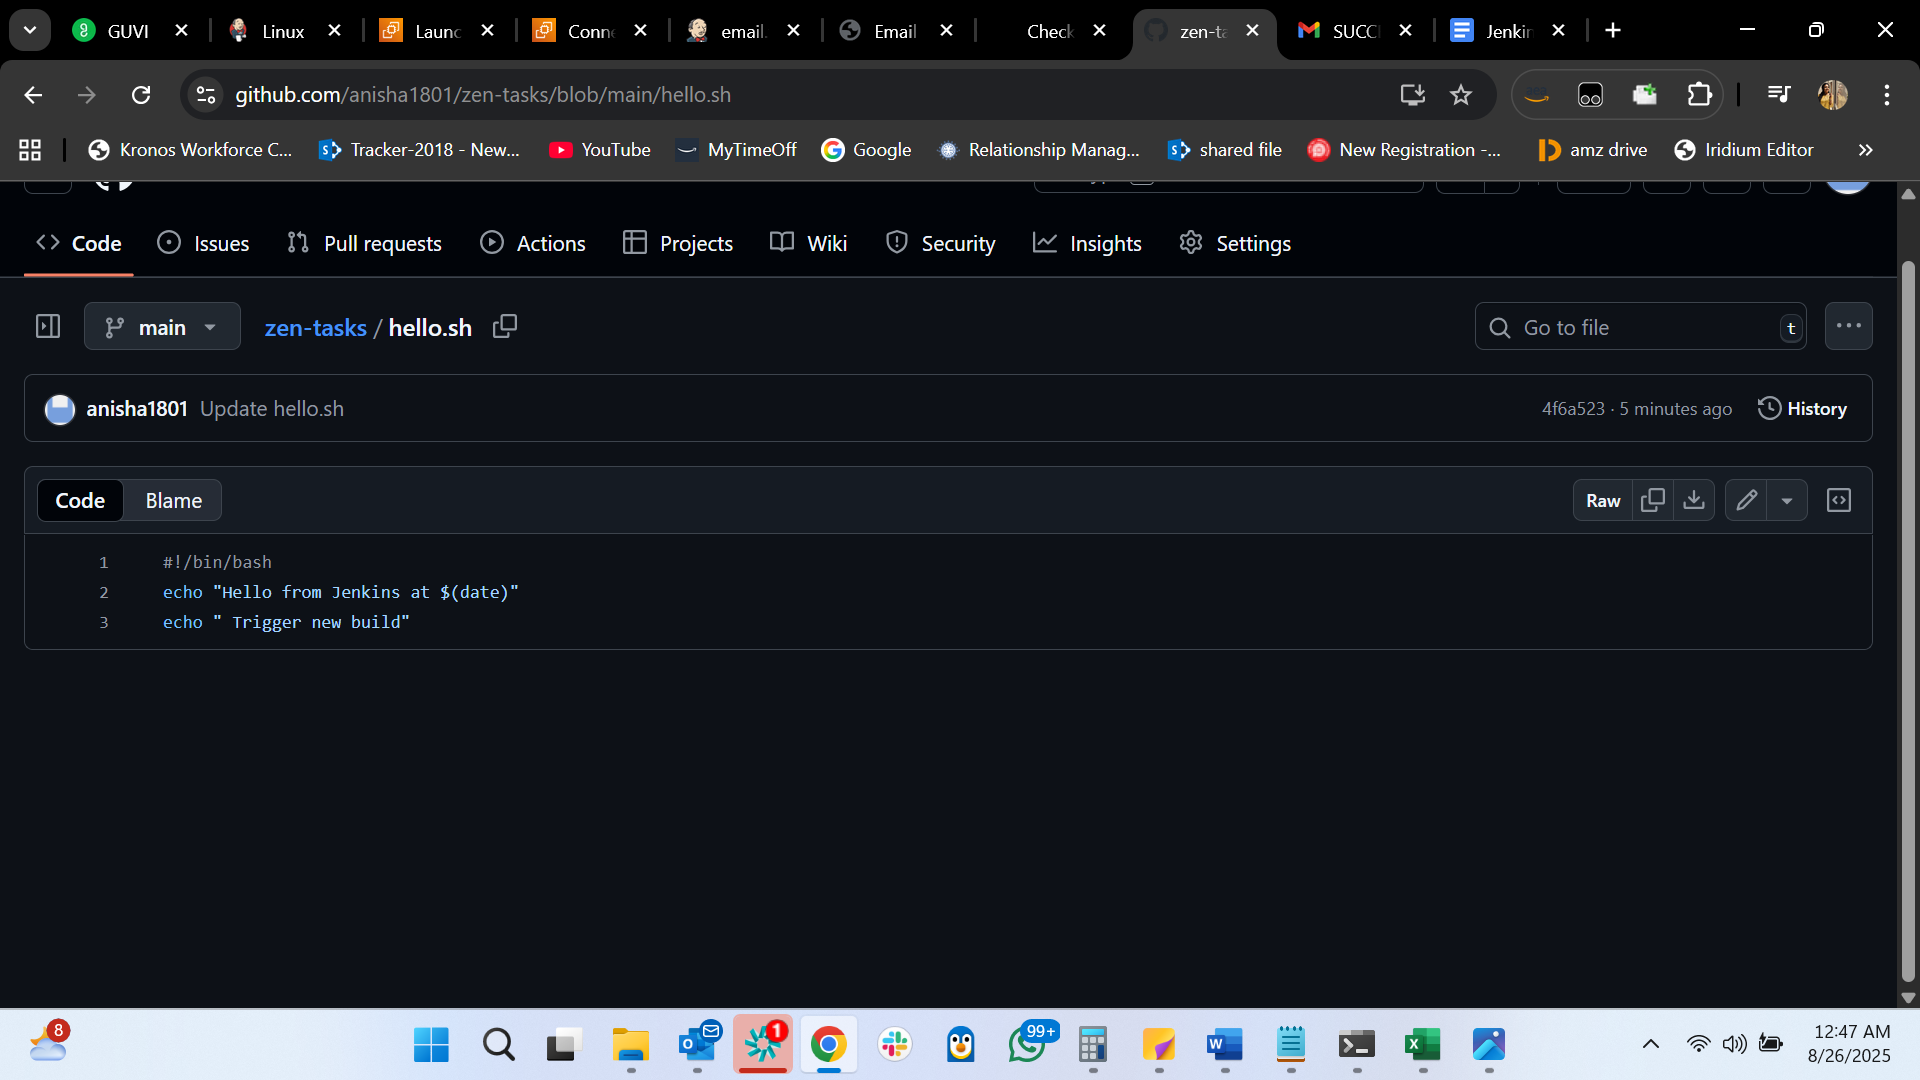 GUVI
Linux
Launc
Conne
email.
Email
Check
zen-ta
SUCC
Jenkin
github.com/anisha1801/zen-tasks/blob/main/hello.sh
Kronos Workforce C...
Tracker-2018 - New...
YouTube
MyTimeOff
Google
Relationship Manag...
shared file
New Registration -...
amz drive
Iridium Editor
Code
Issues
Pull requests
Actions
Projects
Wiki
Security
Insights
Settings
main
zen-tasks / hello.sh
Go to file
t
anisha1801 Update hello.sh
4f6a523 · 5 minutes ago
History
Code
Blame
Raw
1 #!/bin/bash
2 echo "Hello from Jenkins at $(date)"
3 echo " Trigger new build"
8
1
99+
12:47 AM
8/26/2025